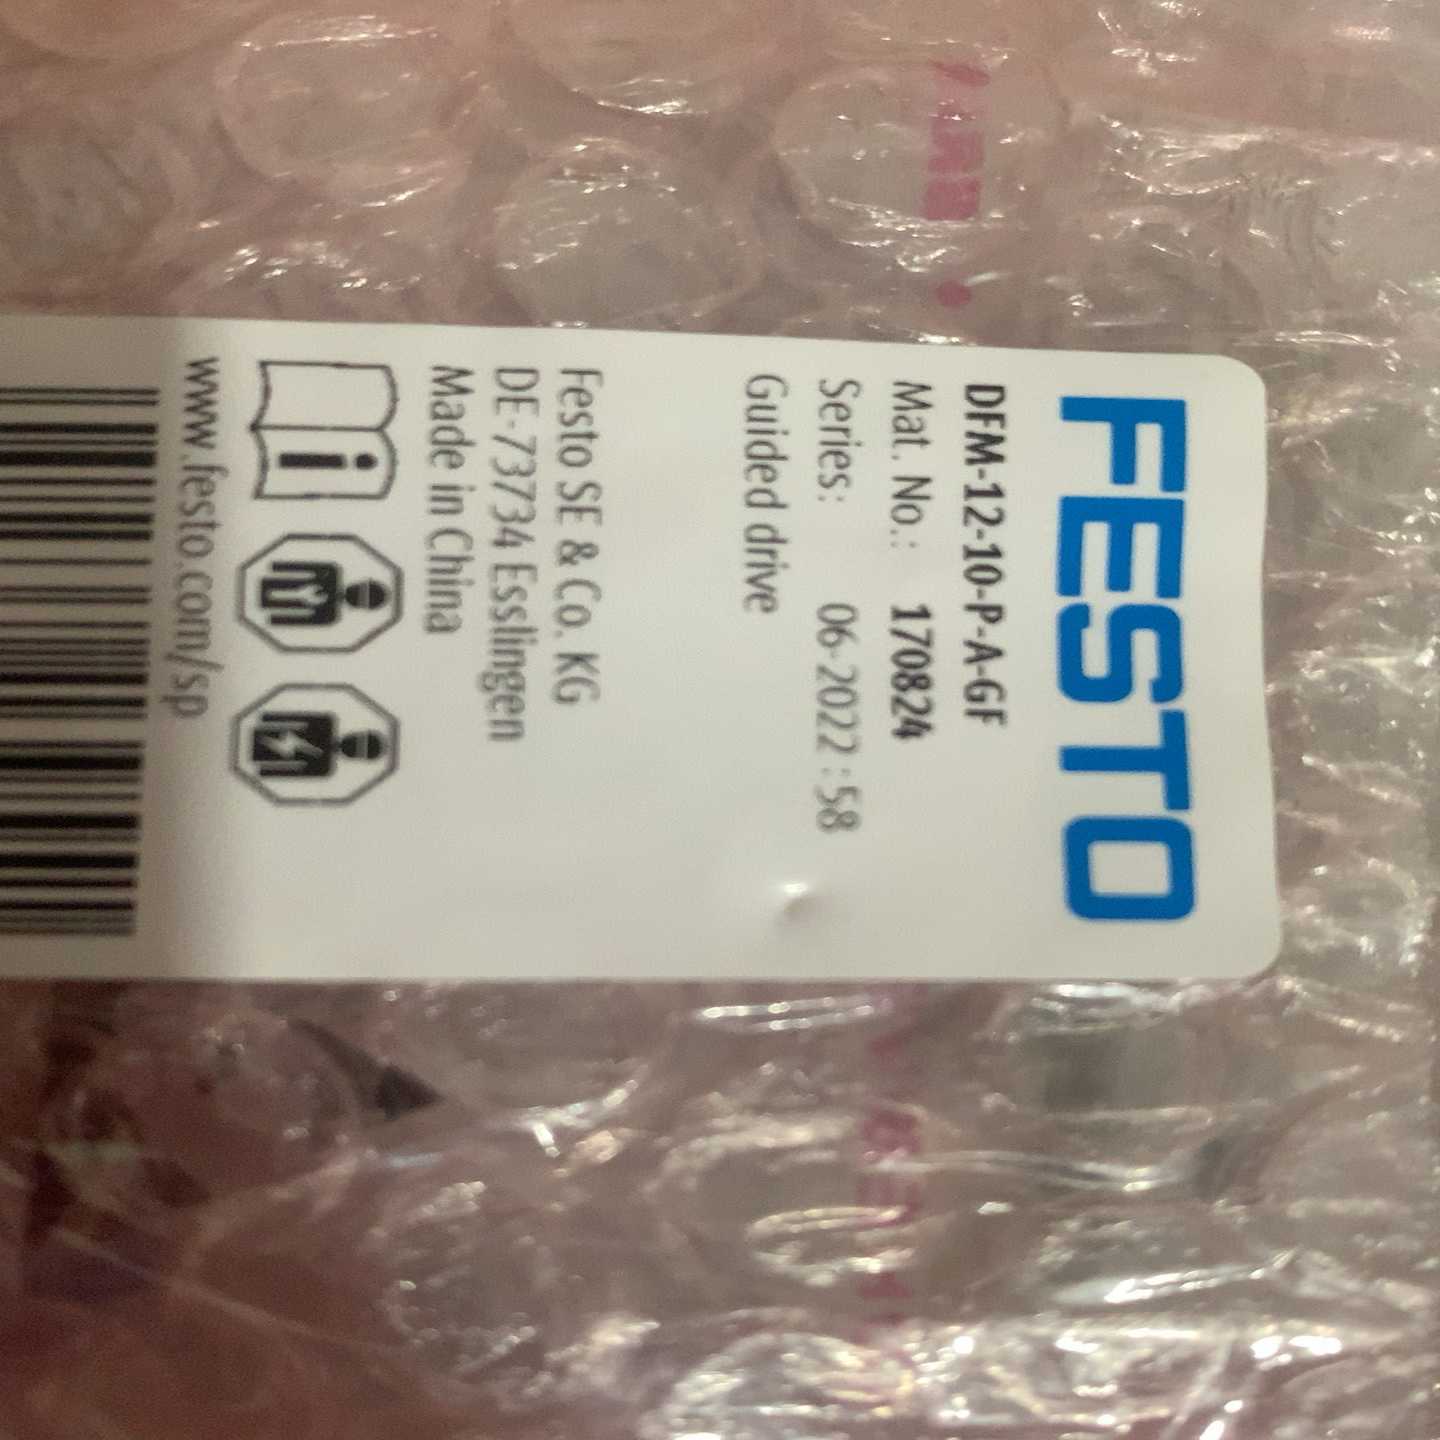 FESTO
DFM-12-10-P-A-GF
Mat. No.: 170824
Series: 06-2022 : 58
Guided drive
Festo SE & Co. KG
DE-73734 Esslingen
Made in China
i
www.festo.com/sp